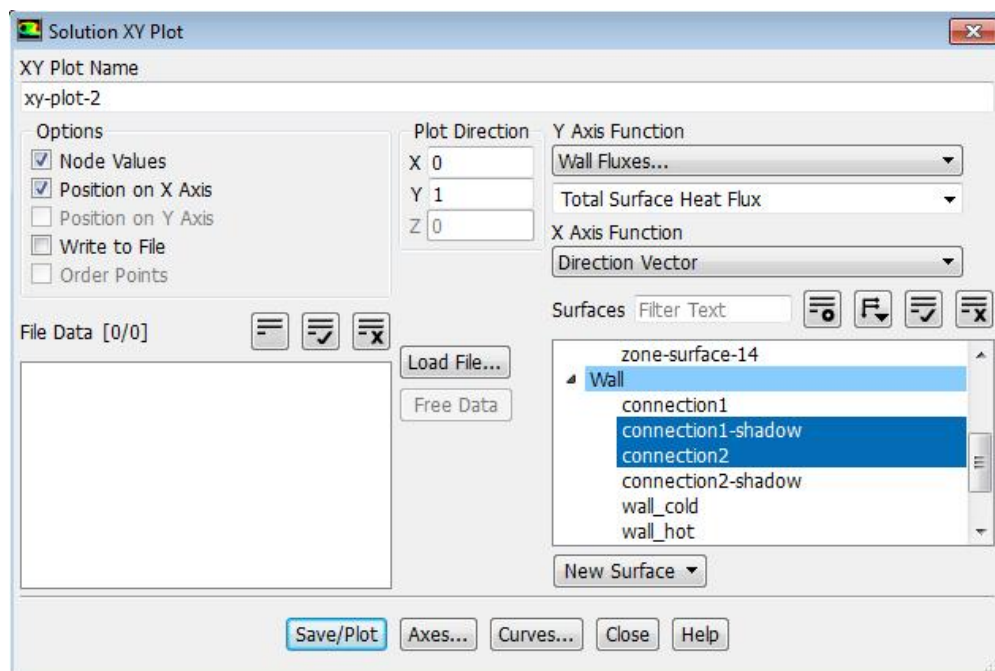 Solution XY Plot
XY Plot Name
xy-plot-2
Options
Node Values
Position on X Axis
Position on Y Axis
Write to File
Order Points
Plot Direction
X 0
Y 1
Z 0
Y Axis Function
Wall Fluxes...
Total Surface Heat Flux
X Axis Function
Direction Vector
File Data [0/0]
Load File...
Free Data
Surfaces Filter Text
zone-surface-14
Wall
connection1
connection1-shadow
connection2
connection2-shadow
wall_cold
wall_hot
New Surface
Save/Plot Axes... Curves... Close Help